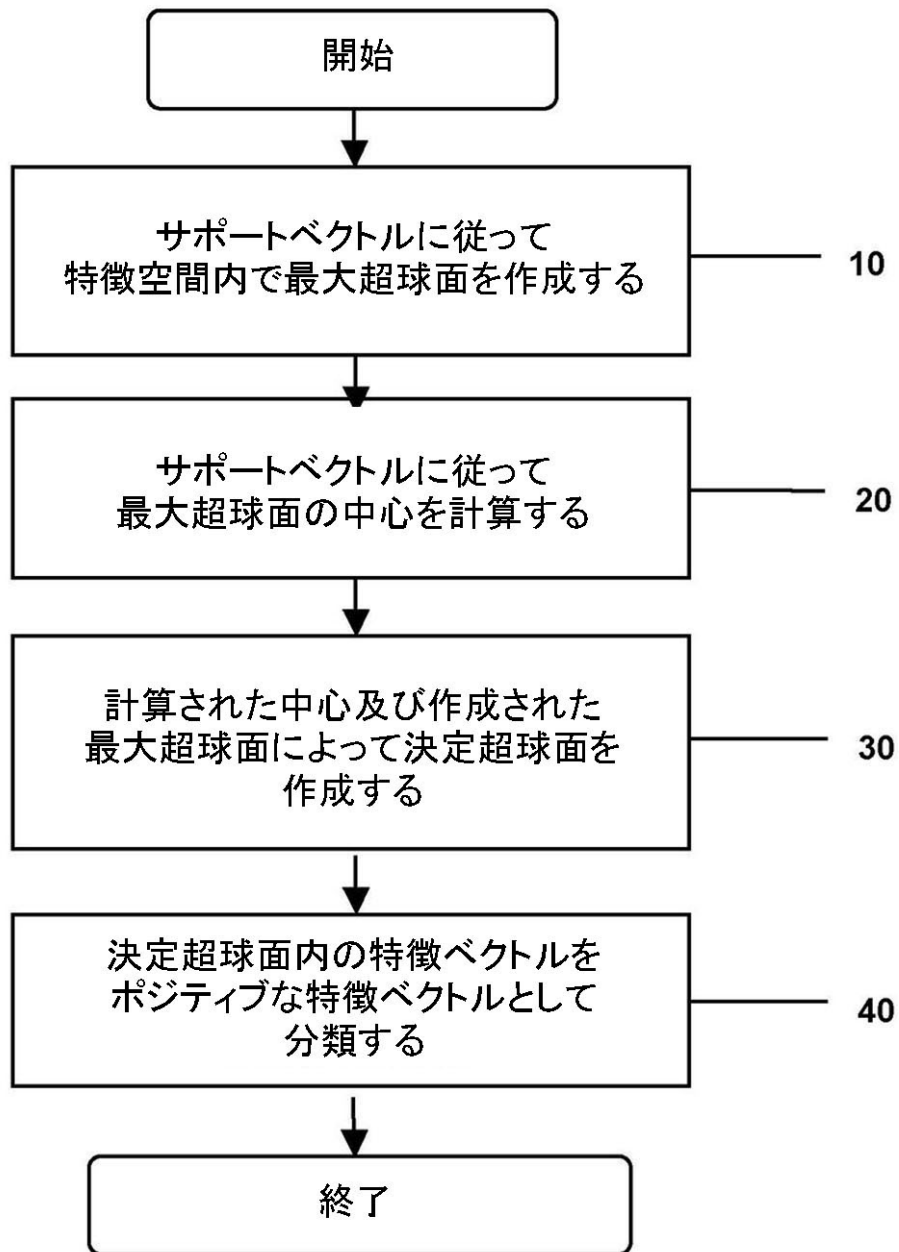 開始
サポートベクトルに従って
特徴空間内で最大超球面を作成する
10
サポートベクトルに従って
最大超球面の中心を計算する
20
計算された中心及び作成された
最大超球面によって決定超球面を
作成する
30
決定超球面内の特徴ベクトルを
ポジティブな特徴ベクトルとして
分類する
40
終了